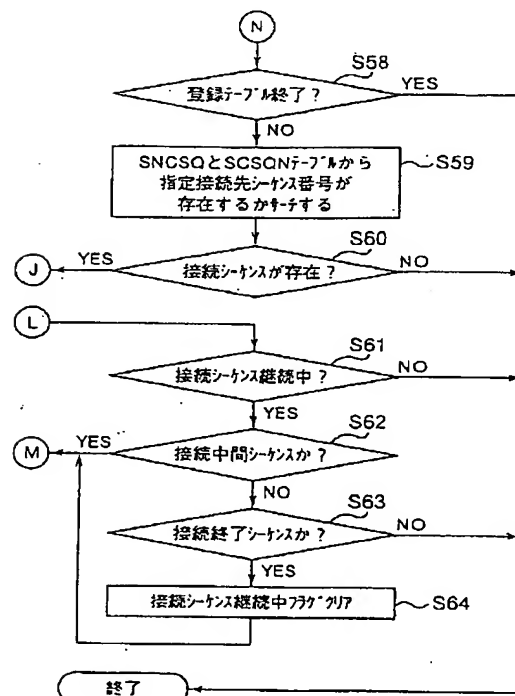 N
S58
登録テーブル終了？
YES
NO
SNCSQとSCSQNテーブルから
指定接続先シーケンス番号が
存在するかサーチする
S59
S60
YES
接続シーケンスが存在？
NO
J
L
S61
接続シーケンス継続中？
NO
YES
S62
YES
接続中間シーケンスか？
M
NO
S63
接続終了シーケンスか？
NO
YES
接続シーケンス継続中フラグクリア
S64
終了